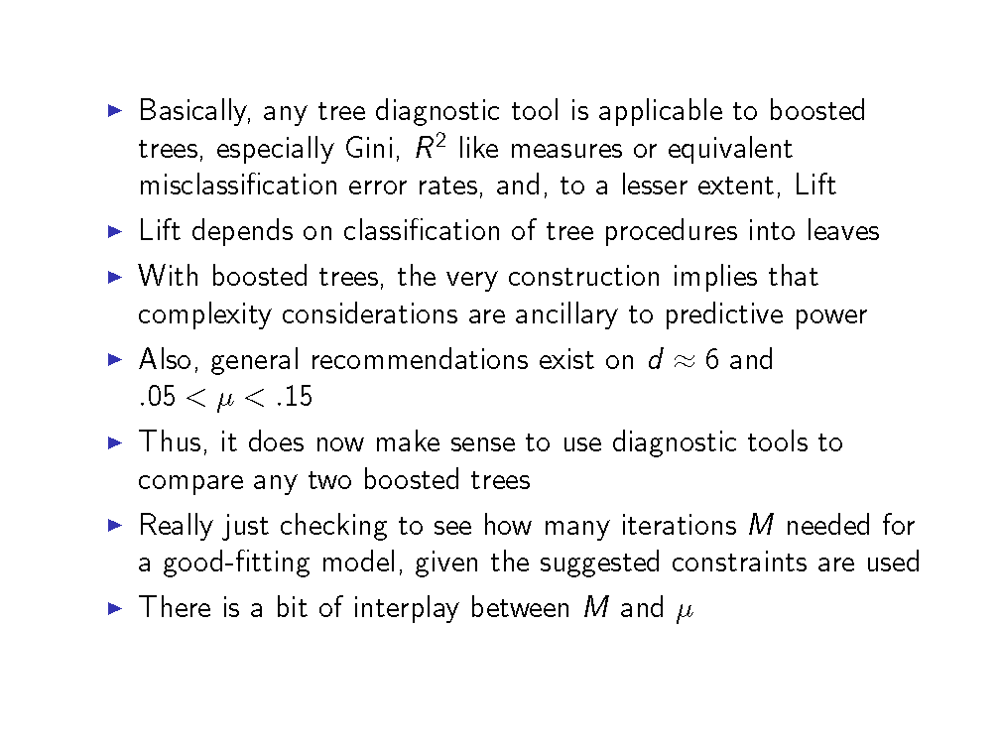 Basically, any tree diagnostic tool is applicable to boosted
trees, especially Gini, R² like measures or equivalent
misclassification error rates, and, to a lesser extent, Lift
Lift depends on classification of tree procedures into leaves
With boosted trees, the very construction implies that
complexity considerations are ancillary to predictive power
Also, general recommendations exist on d ≈ 6 and
.05 < μ < .15
Thus, it does now make sense to use diagnostic tools to
compare any two boosted trees
Really just checking to see how many iterations M needed for
a good-fitting model, given the suggested constraints are used
There is a bit of interplay between M and μ